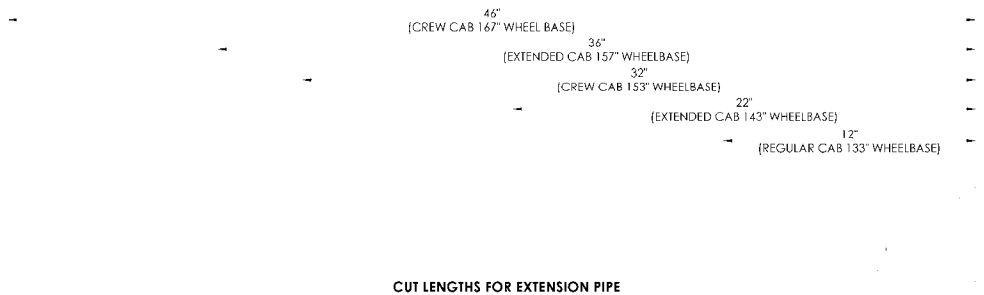 46"
(CREW CAB 167" WHEEL BASE)
36"
(EXTENDED CAB 157" WHEELBASE)
32"
(CREW CAB 153" WHEELBASE)
22"
(EXTENDED CAB 143" WHEELBASE)
12"
(REGULAR CAB 133" WHEELBASE)
CUT LENGTHS FOR EXTENSION PIPE